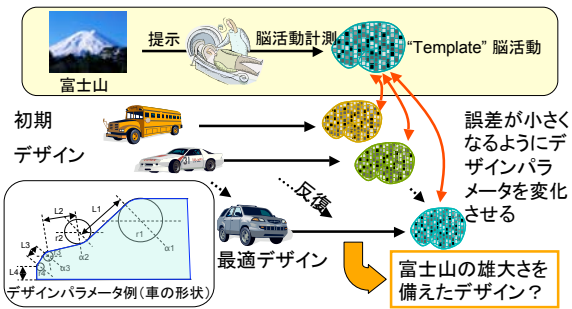 提示
脳活動計測
“Template” 脳活動
富士山
初期
デザイン
誤差が小さく
なるようにデ
ザインパラ
メータを変化
させる
反復
最適デザイン
富士山の雄大さを
備えたデザイン？
L1
L2
L3
L4
r1
r2
α1
α2
α3
デザインパラメータ例（車の形状）